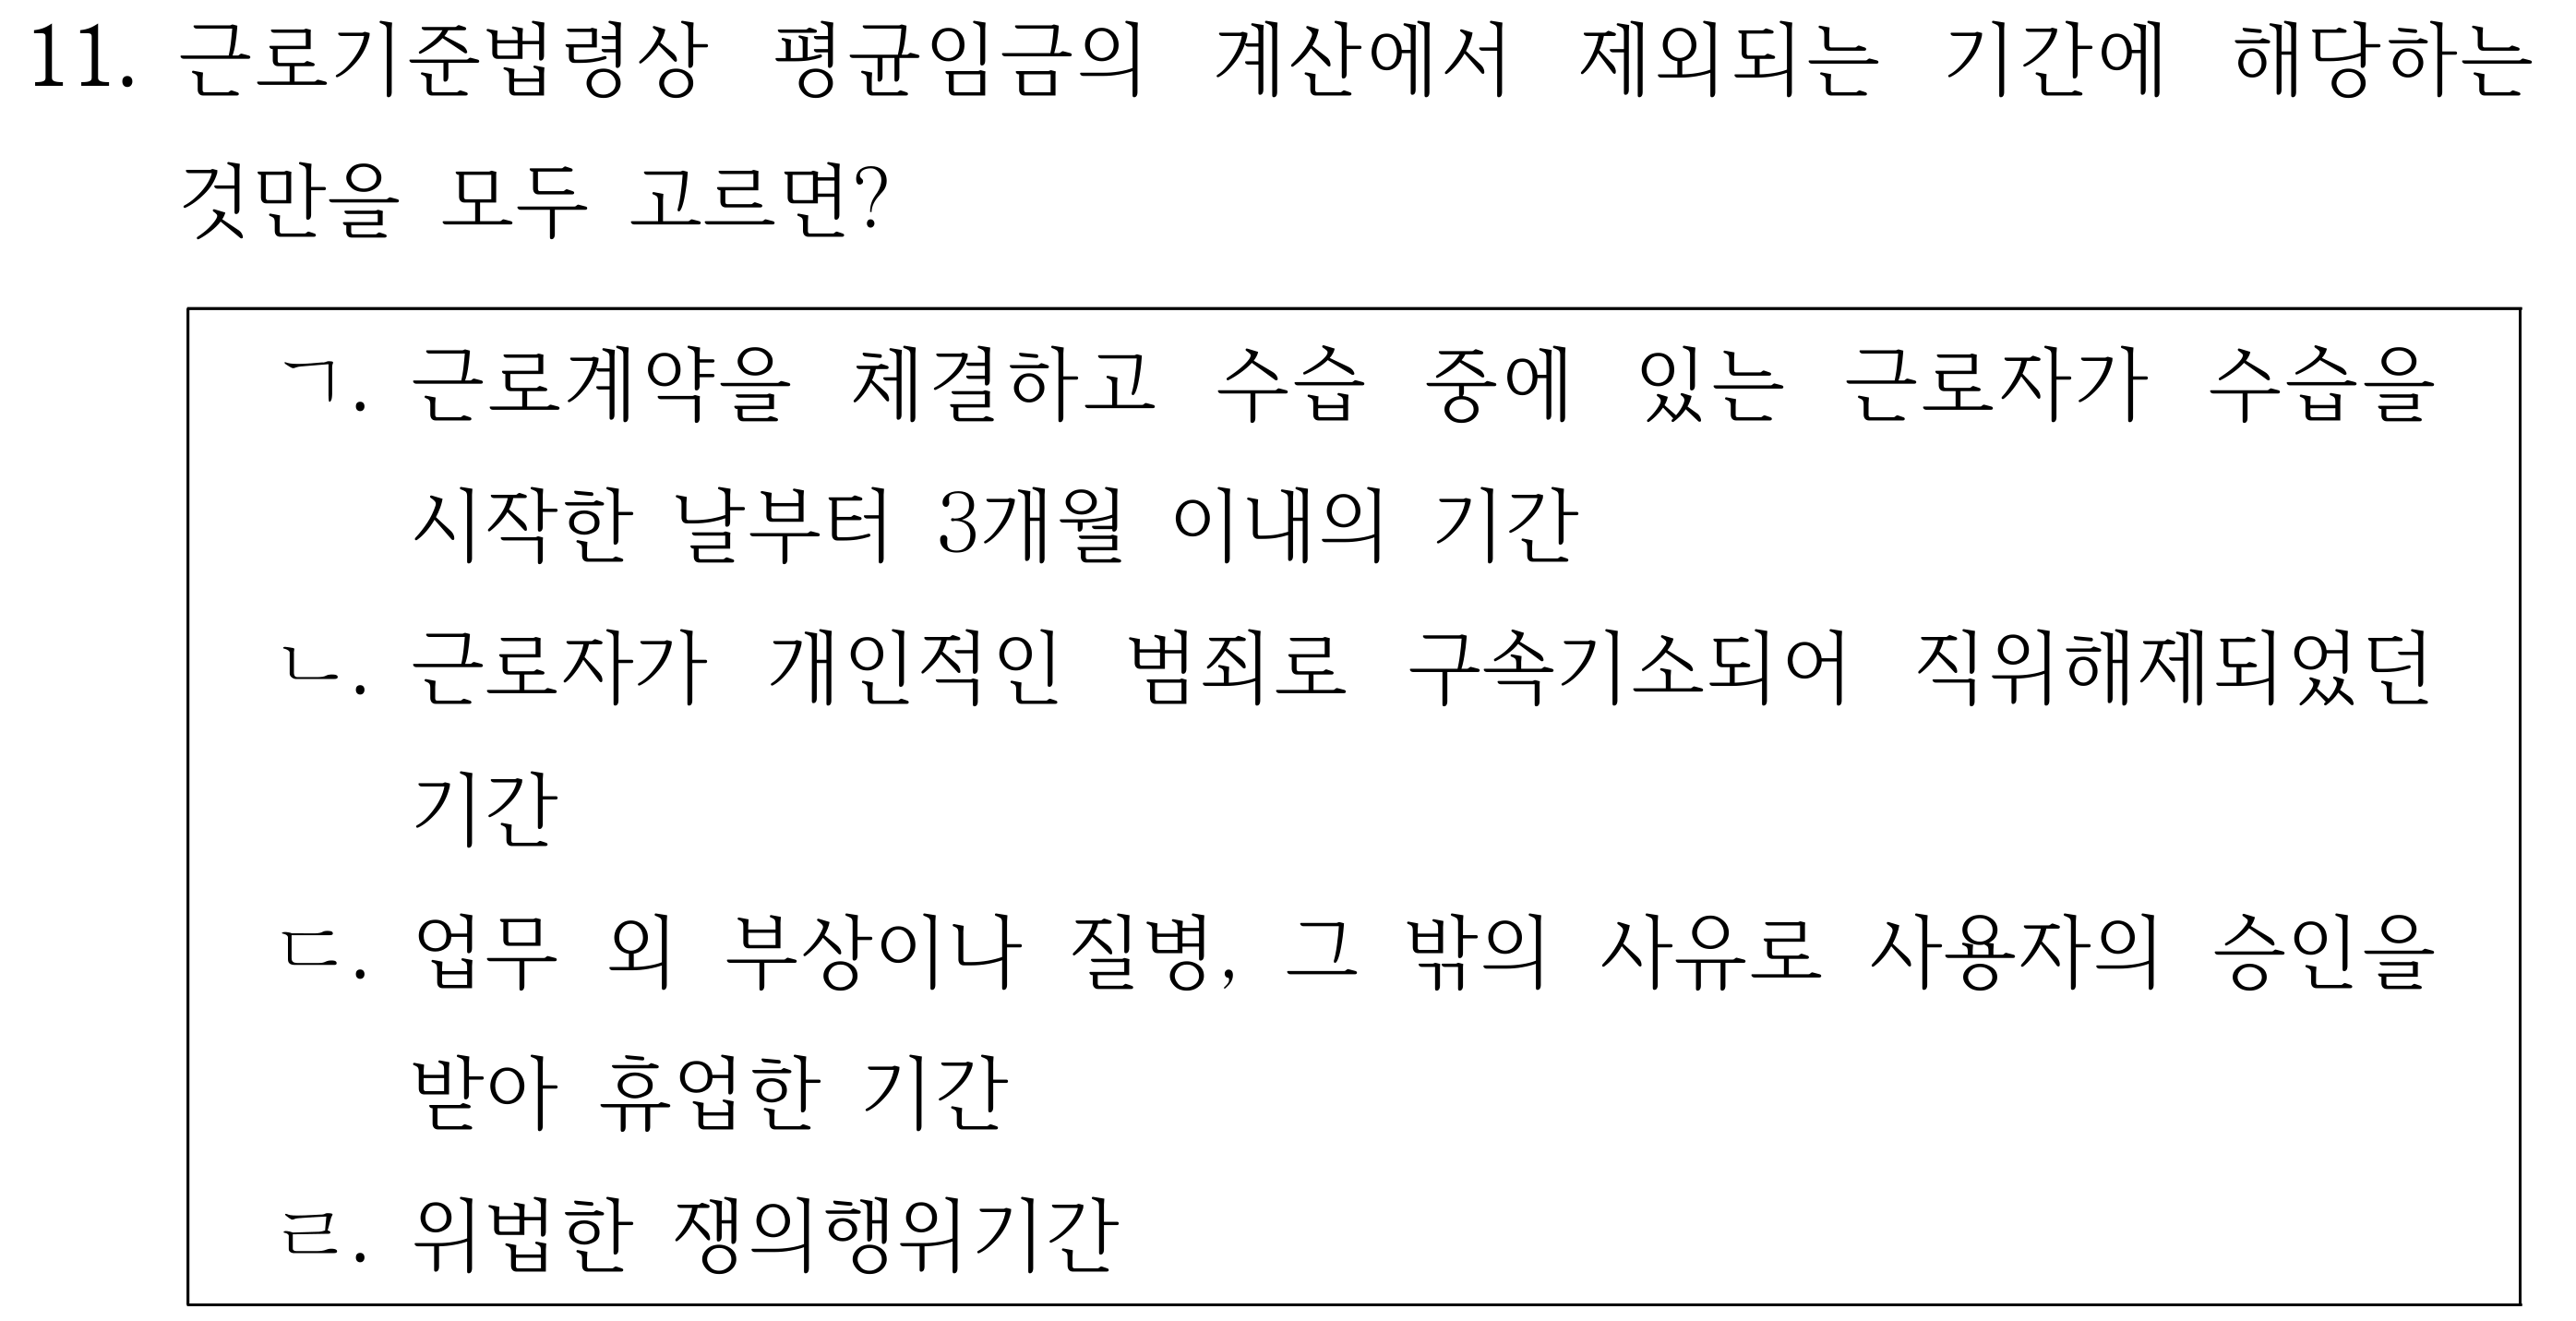 11. 근로기준법령상 평균임금의 계산에서 제외되는 기간에 해당하는
것만을 모두 고르면?
ㄱ. 근로계약을 체결하고 수습 중에 있는 근로자가 수습을
시작한 날부터 3개월 이내의 기간
ㄴ. 근로자가 개인적인 범죄로 구속기소되어 직위해제되었던
기간
ㄷ. 업무 외 부상이나 질병, 그 밖의 사유로 사용자의 승인을
받아 휴업한 기간
ㄹ. 위법한 쟁의행위기간